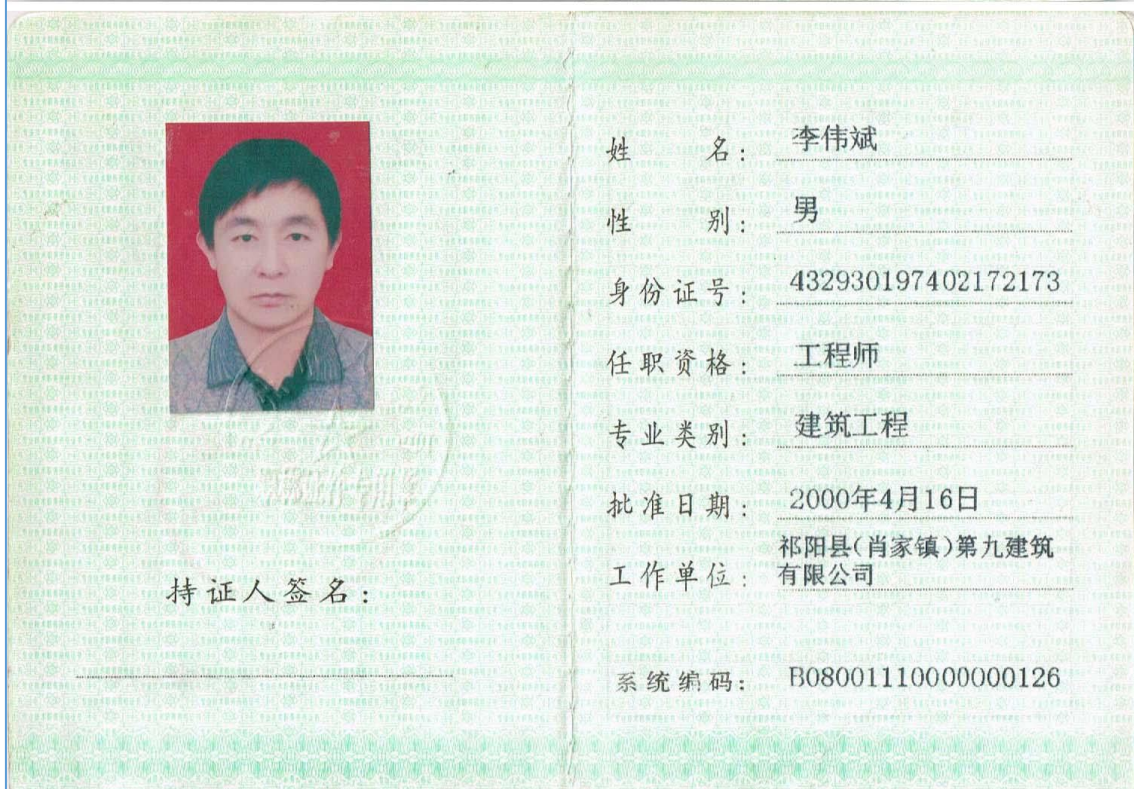 持证人签名：
姓 名： 李伟斌
性 别： 男
身份证号： 432930197402172173
任职资格： 工程师
专业类别： 建筑工程
批准日期： 2000年4月16日
工作单位： 祁阳县(肖家镇)第九建筑
有限公司
系统编码： B08001110000000126